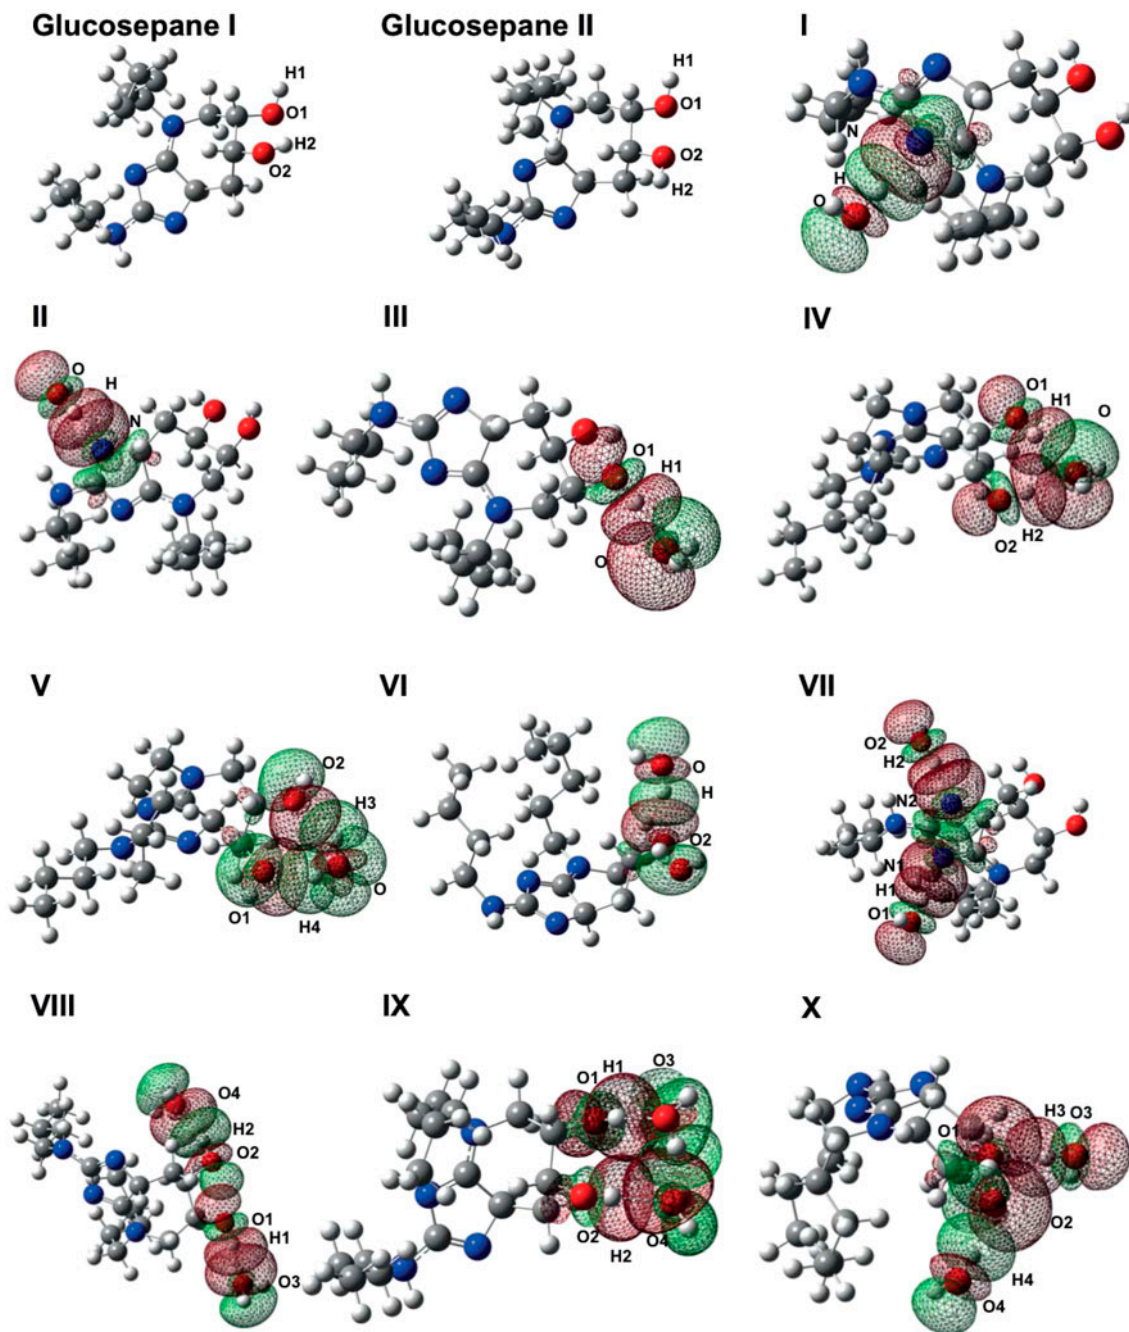 Glucosepane I
Glucosepane II
I
H1
O1
H2
O2
H1
O1
O2
H2
N
H
O
II
III
IV
O
H
N
O1
H1
O
O1
H1
O
O2
H2
V
VI
VII
O2
H3
O1
H4
O
O
H
O2
O2
H2
N2
N1
H1
O1
VIII
IX
X
O4
H2
O2
O1
H1
O3
O1
H1
O3
O2
H2
O4
O1
H3
O3
O2
H4
O4